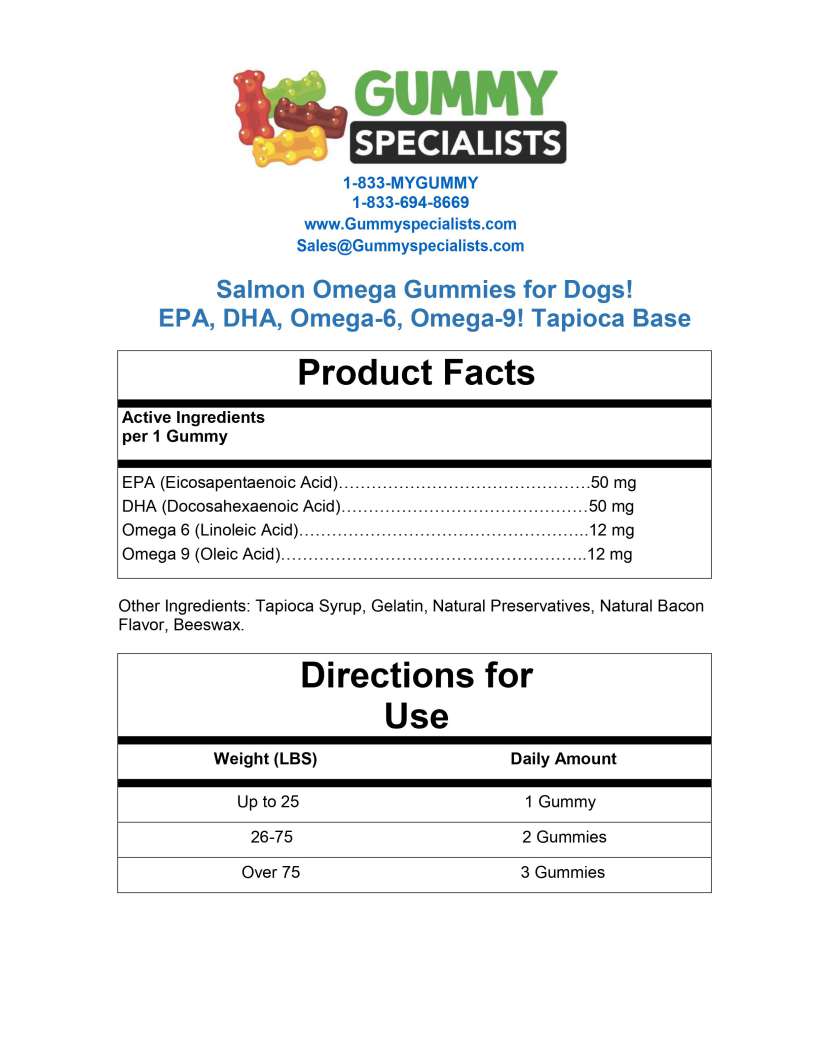 GUMMY
SPECIALISTS
1-833-MYGUMMY
1-833-694-8669
www.Gummyspecialists.com
Sales@Gummyspecialists.com
Salmon Omega Gummies for Dogs!
EPA, DHA, Omega-6, Omega-9! Tapioca Base
Product Facts
Active Ingredients
per 1 Gummy
EPA (Eicosapentaenoic Acid)……………………………………….50 mg
DHA (Docosahexaenoic Acid)………………………………………50 mg
Omega 6 (Linoleic Acid)……………………………………………..12 mg
Omega 9 (Oleic Acid)………………………………………………..12 mg
Other Ingredients: Tapioca Syrup, Gelatin, Natural Preservatives, Natural Bacon
Flavor, Beeswax.
Directions for
Use
Weight (LBS) Daily Amount
Up to 25 1 Gummy
26-75 2 Gummies
Over 75 3 Gummies